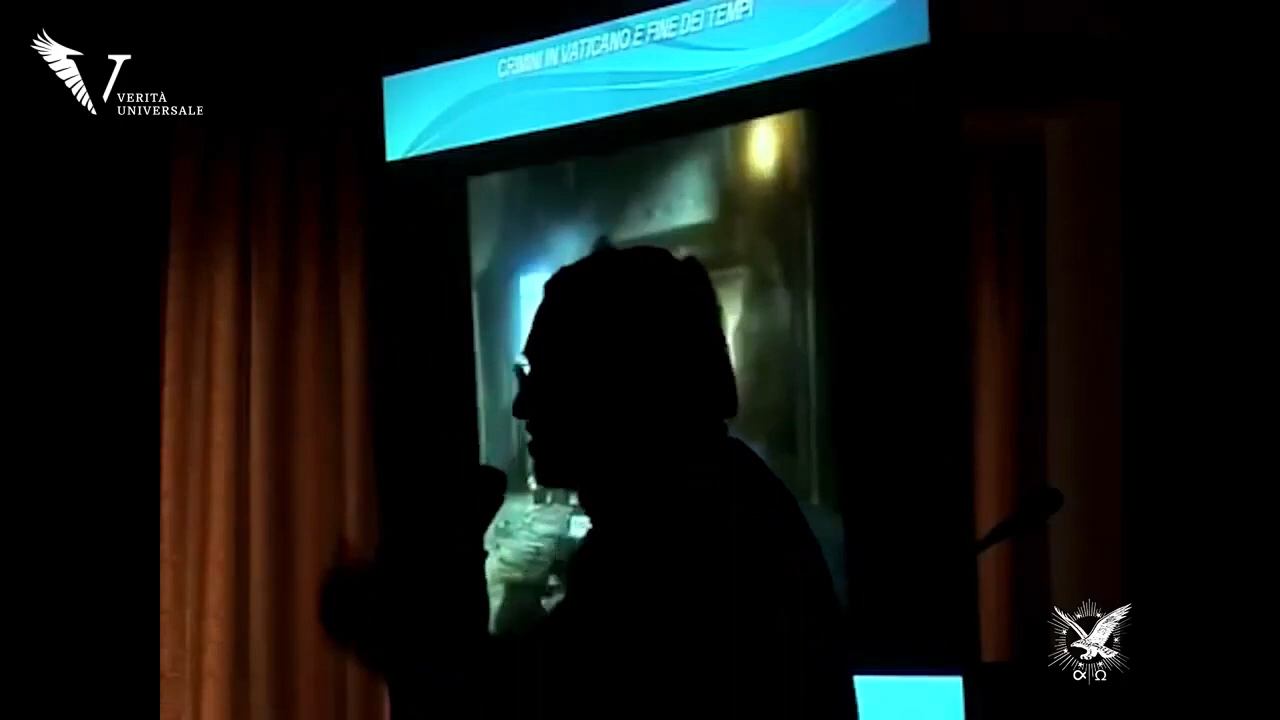 CRIMINI IN VATICANO E FINE DEI TEMPI
V
VERITÀ
UNIVERSALE
α Ω